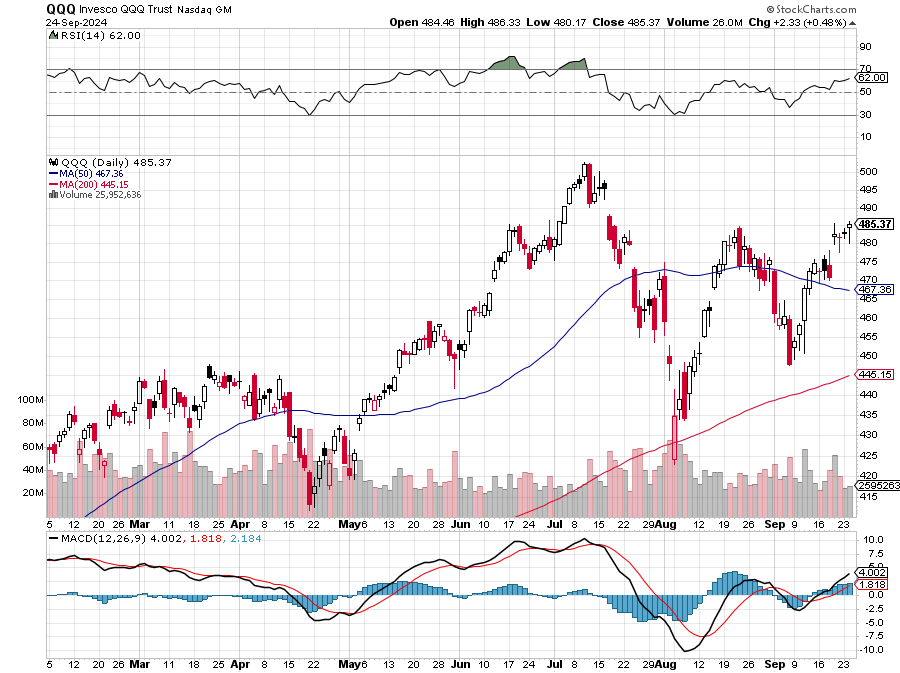 QQQ Invesco QQQ Trust Nasdaq GM © StockCharts.com
24-Sep-2024 Open 484.46 High 486.33 Low 480.17 Close 485.37 Volume 26.0M Chg +2.33 (+0.48%)
RSI(14) 62.00
90
70
62.00
50
30
10
QQQ (Daily) 485.37
MA(50) 467.36
MA(200) 445.15
Volume 25,952,636
500
495
490
485.37
480
475
470
467.36
465
460
455
450
445.15
440
435
430
425
420
415
100M
80M
60M
40M
20M
25952636
5 12 20 26 Mar 11 18 25 Apr 8 15 22 May 6 13 20 28 Jun 10 17 24 Jul 8 15 22 29 Aug 12 19 26 Sep 9 16 23
MACD(12,26,9) 4.002, 1.818, 2.184
10.0
7.5
5.0
4.002
1.818
0.0
-2.5
-5.0
-7.5
-10.0
5 12 20 26 Mar 11 18 25 Apr 8 15 22 May 6 13 20 28 Jun 10 17 24 Jul 8 15 22 29 Aug 12 19 26 Sep 9 16 23